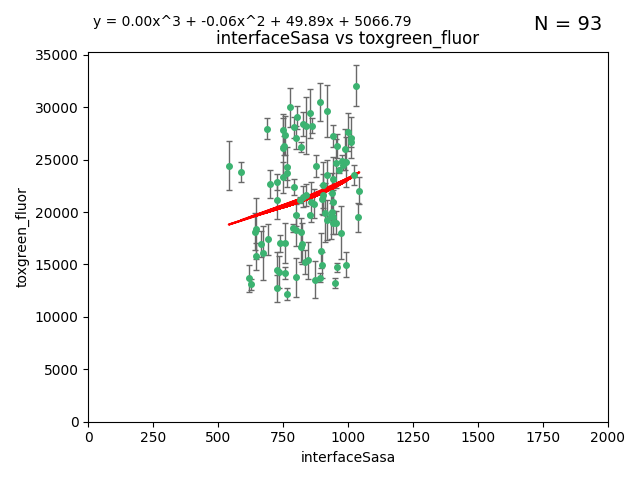 y = 0.00x^3 + -0.06x^2 + 49.89x + 5066.79
N = 93
interfaceSasa vs toxgreen_fluor
35000
30000
25000
20000
15000
10000
5000
0
toxgreen_fluor
0 250 500 750 1000 1250 1500 1750 2000
interfaceSasa